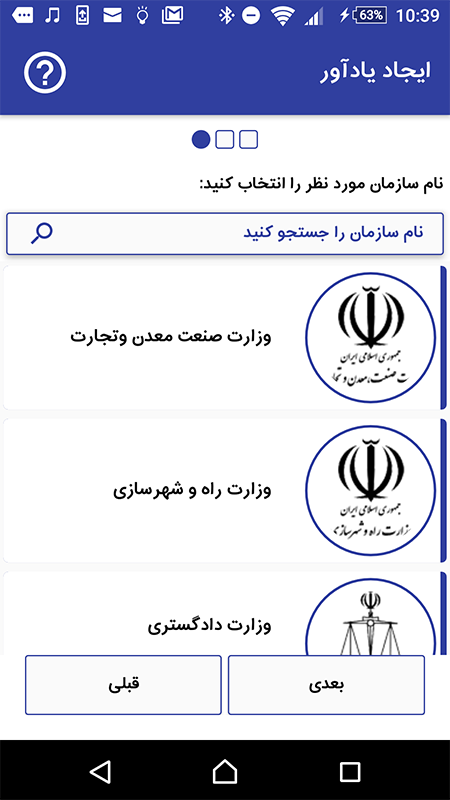 63% 10:39
ایجاد یادآور
نام سازمان مورد نظر را انتخاب کنید:
نام سازمان را جستجو کنید
جمهوری اسلامی ایران
ت صنعت،معدن و تجا
وزارت صنعت معدن وتجارت
جمهوری اسلامی ایران
وزارت راه و شهرسازی
وزارت راه و شهرسازی
وزارت دادگستری
بعدی
قبلی